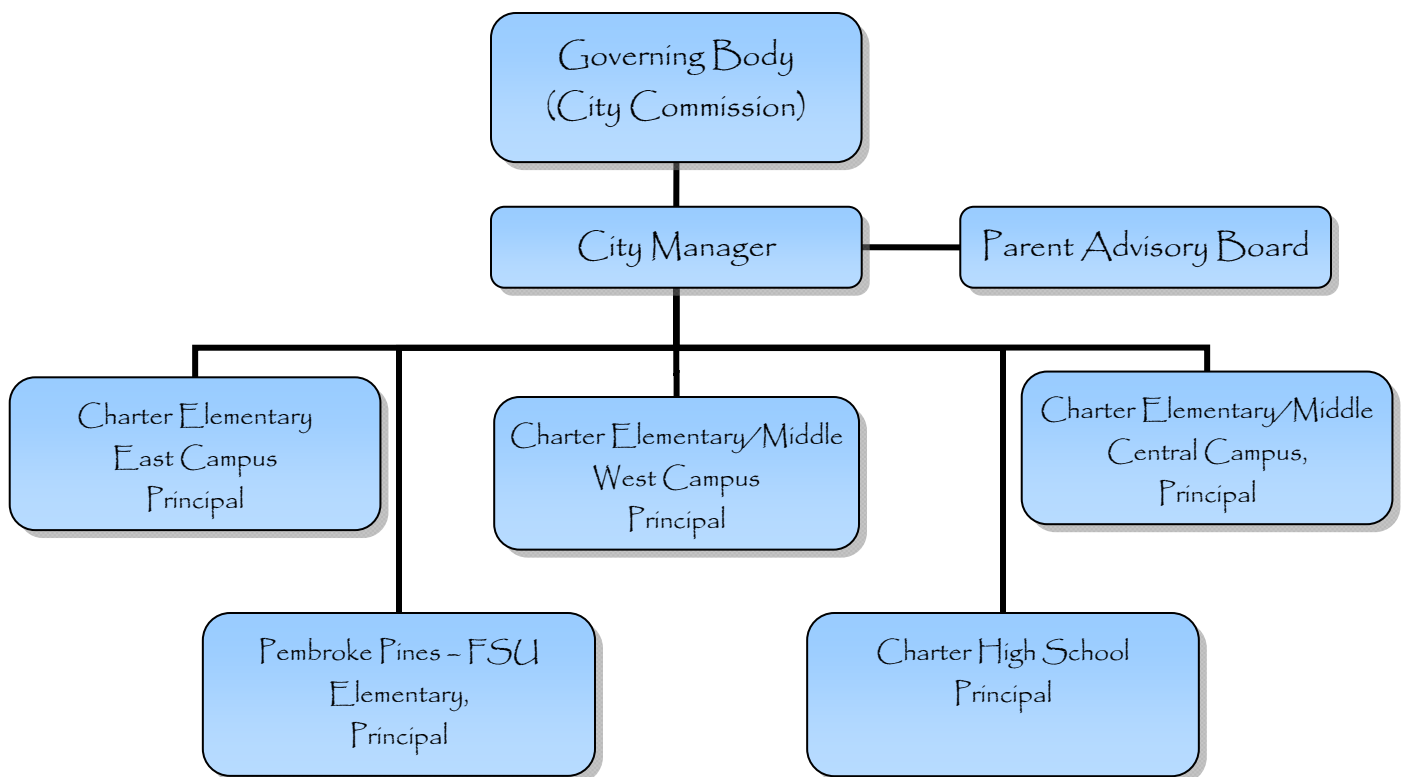 Governing Body
(City Commission)
City Manager
Parent Advisory Board
Charter Elementary
East Campus
Principal
Charter Elementary/Middle
West Campus
Principal
Charter Elementary/Middle
Central Campus,
Principal
Pembroke Pines – FSU
Elementary,
Principal
Charter High School
Principal